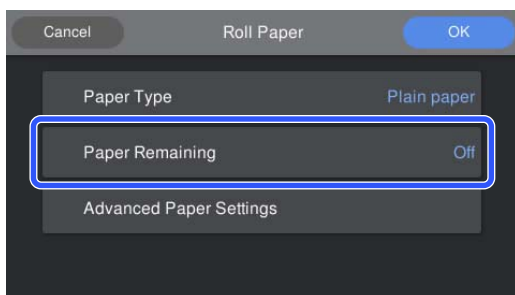 Cancel Roll Paper OK
Paper Type Plain paper
Paper Remaining Off
Advanced Paper Settings